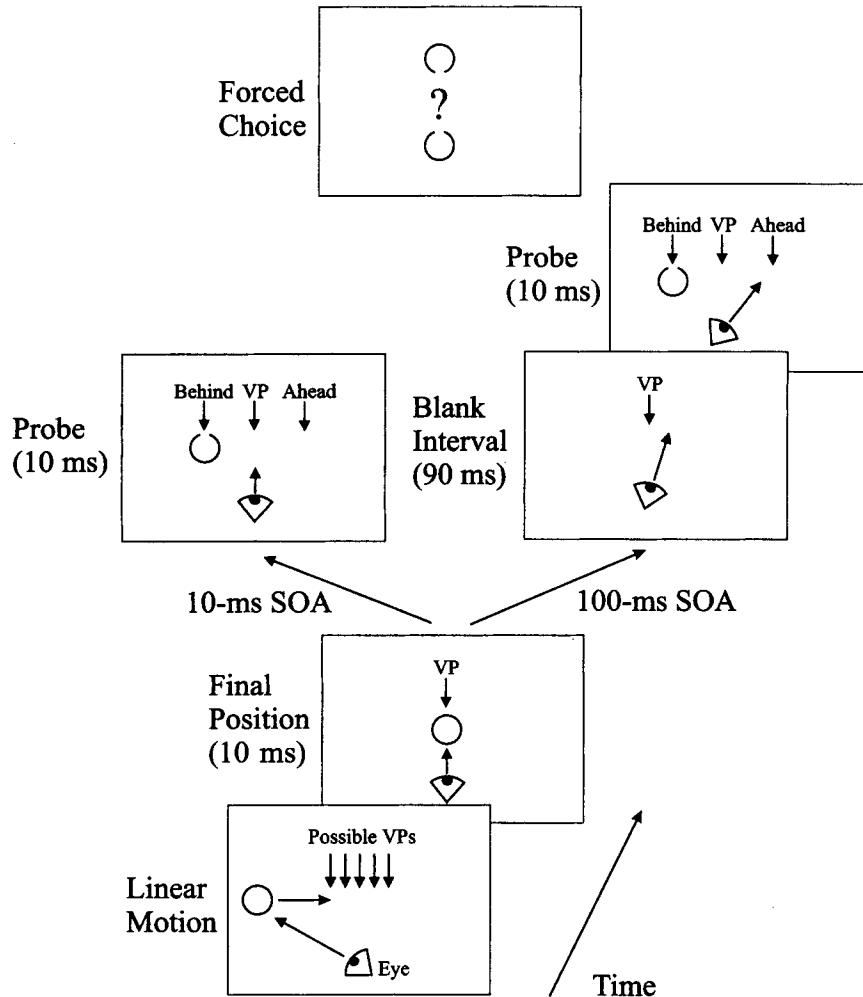 Forced
Choice
?
Behind VP Ahead
Probe
(10 ms)
Behind VP Ahead
Probe
(10 ms)
VP
Blank
Interval
(90 ms)
10-ms SOA
100-ms SOA
VP
Final
Position
(10 ms)
Possible VPs
Linear
Motion
Eye
Time